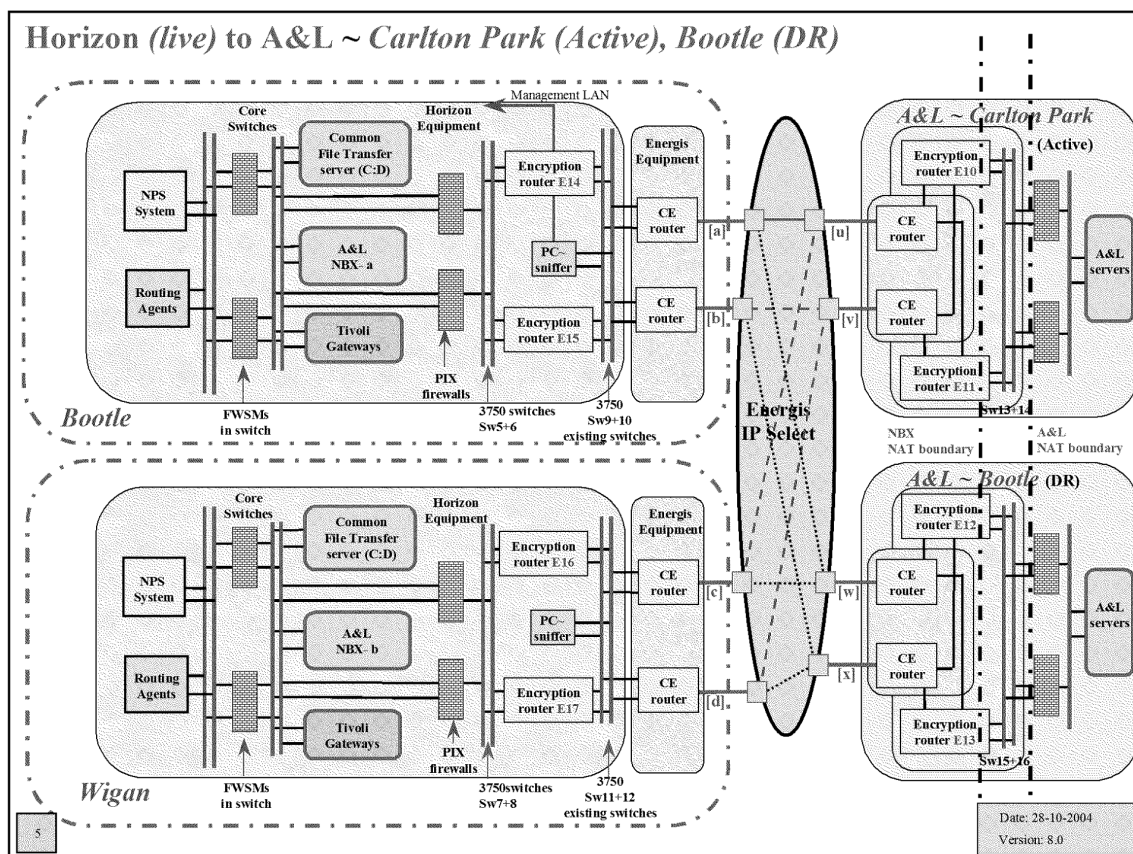 Horizon (live) to A&L ~ Carlton Park (Active), Bootle (DR)
Management LAN
Core
Switches
Common
File Transfer
server (C:D)
Horizon
Equipment
NPS
System
A&L
NBX- a
Routing
Agents
Tivoli
Gateways
Encryption
router E14
PC~
sniffer
Encryption
router E15
Energis
Equipment
CE
router
CE
router
[a]
[b]
[u]
[v]
PIX
firewalls
FWSMs
in switch
3750 switches
Sw5+6
3750
Sw9+10
existing switches
Bootle
Energis
IP Select
A&L ~ Carlton Park
(Active)
Encryption
router E10
CE
router
CE
router
Encryption
router E11
A&L
servers
Sw13+14
NBX
NAT boundary
A&L
NAT boundary
Core
Switches
Common
File Transfer
server (C:D)
Horizon
Equipment
NPS
System
A&L
NBX- b
Routing
Agents
Tivoli
Gateways
Encryption
router E16
PC~
sniffer
Encryption
router E17
Energis
Equipment
CE
router
CE
router
[c]
[d]
[w]
[x]
PIX
firewalls
FWSMs
in switch
3750switches
Sw7+8
3750
Sw11+12
existing switches
Wigan
A&L ~ Bootle (DR)
Encryption
router E12
CE
router
CE
router
Encryption
router E13
A&L
servers
Sw15+16
5
Date: 28-10-2004
Version: 8.0